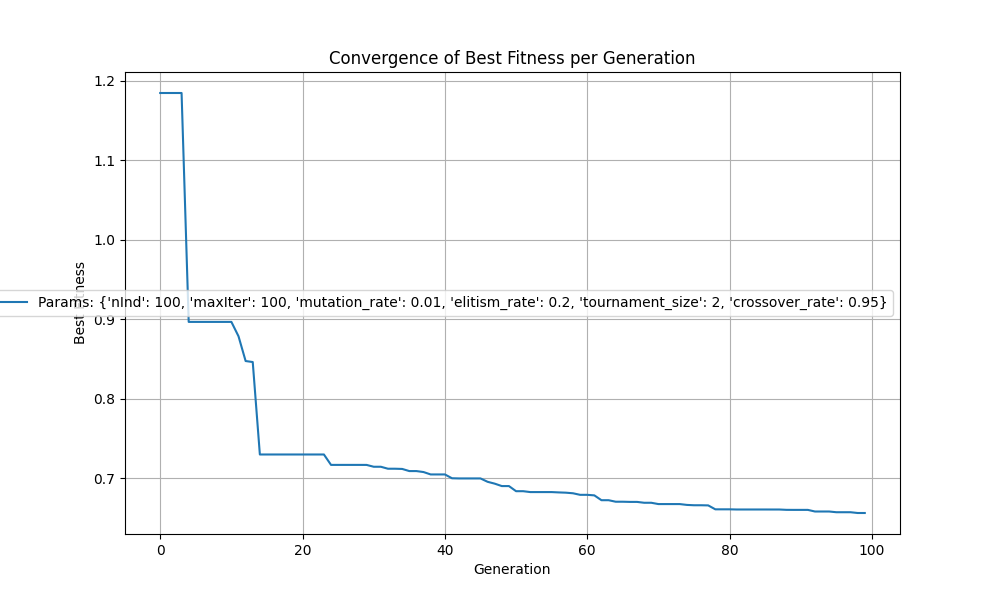 Convergence of Best Fitness per Generation
1.2
1.1
1.0
0.9
0.8
0.7
Best
ness
Params: {'nInd': 100, 'maxIter': 100, 'mutation_rate': 0.01, 'elitism_rate': 0.2, 'tournament_size': 2, 'crossover_rate': 0.95}
0
20
40
60
80
100
Generation